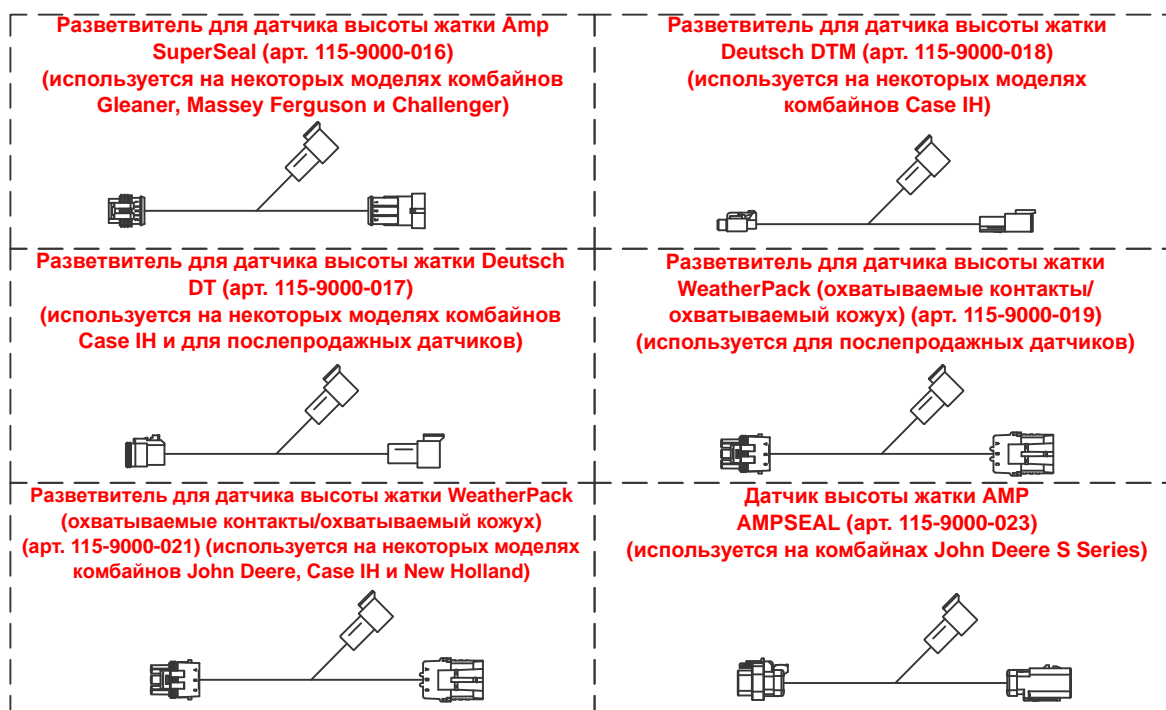 Разветвитель для датчика высоты жатки Amp
SuperSeal (арт. 115-9000-016)
(используется на некоторых моделях комбайнов
Gleaner, Massey Ferguson и Challenger)
Разветвитель для датчика высоты жатки
Deutsch DTM (арт. 115-9000-018)
(используется на некоторых моделях
комбайнов Case IH)
Разветвитель для датчика высоты жатки Deutsch
DT (арт. 115-9000-017)
(используется на некоторых моделях комбайнов
Case IH и для послепродажных датчиков)
Разветвитель для датчика высоты жатки
WeatherPack (охватываемые контакты/
охватываемый кожух) (арт. 115-9000-019)
(используется для послепродажных датчиков)
Разветвитель для датчика высоты жатки WeatherPack
(охватываемые контакты/охватываемый кожух)
(арт. 115-9000-021) (используется на некоторых моделях
комбайнов John Deere, Case IH и New Holland)
Датчик высоты жатки AMP
AMPSEAL (арт. 115-9000-023)
(используется на комбайнах John Deere S Series)